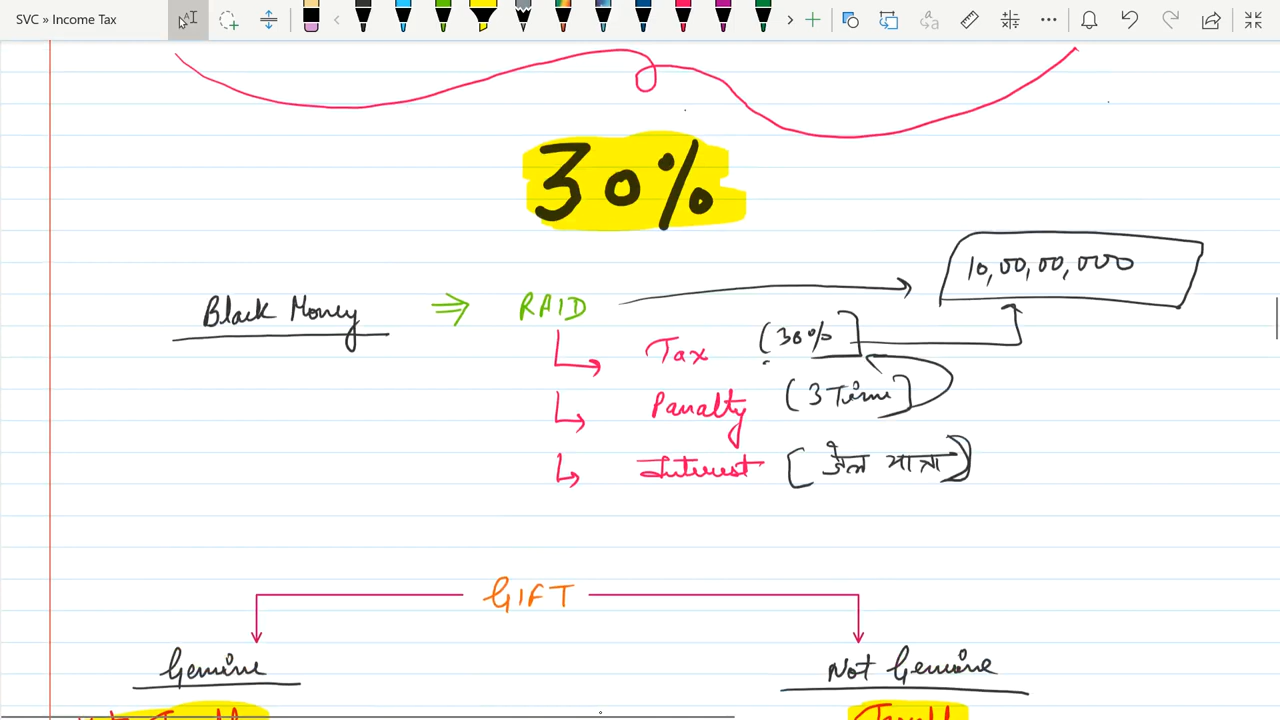 SVC » Income Tax
30%
Black Money ⇒ RAID → 10,00,00,000
Tax (30%]
Panalty (3 Time]
Interest [जेल यात्रा]
GIFT
Genuine Not Genuine